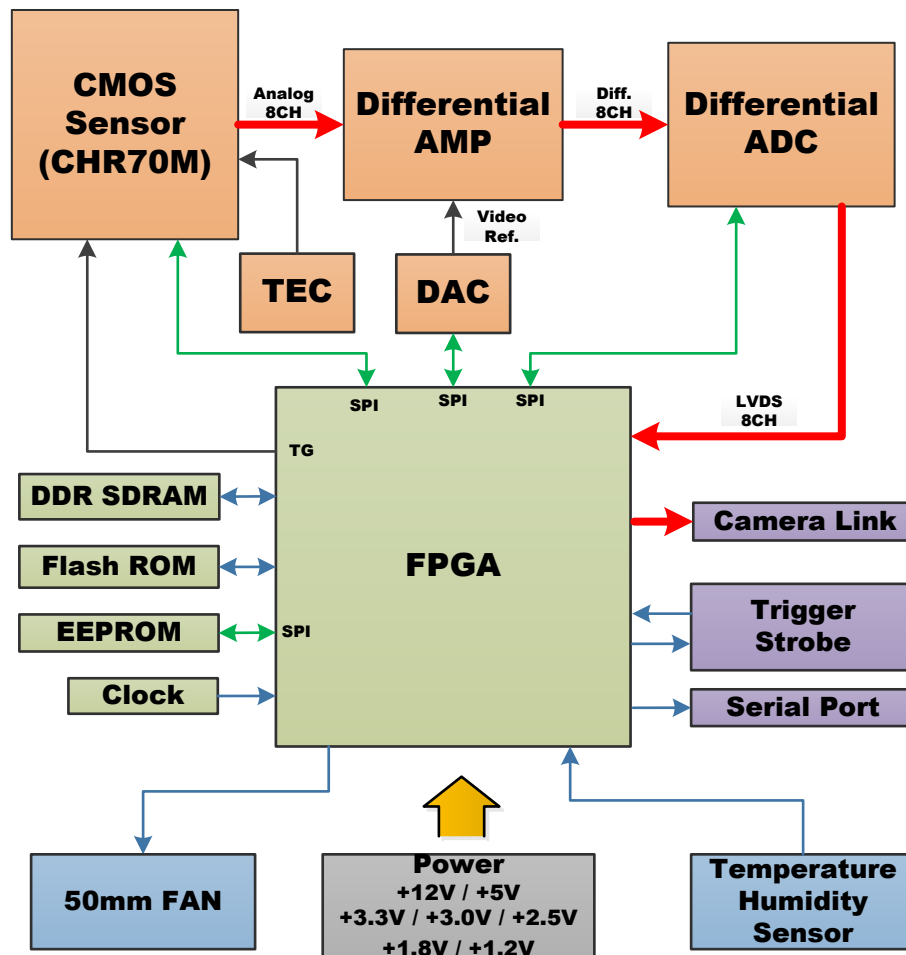 CMOS
Sensor
(CHR70M)
Analog
8CH
Differential
AMP
Diff.
8CH
Differential
ADC
TEC
Video
Ref.
DAC
SPI
SPI
SPI
LVDS
8CH
TG
DDR SDRAM
Flash ROM
EEPROM
SPI
Clock
FPGA
Camera Link
Trigger
Strobe
Serial Port
50mm FAN
Power
+12V / +5V
+3.3V / +3.0V / +2.5V
+1.8V / +1.2V
Temperature
Humidity
Sensor